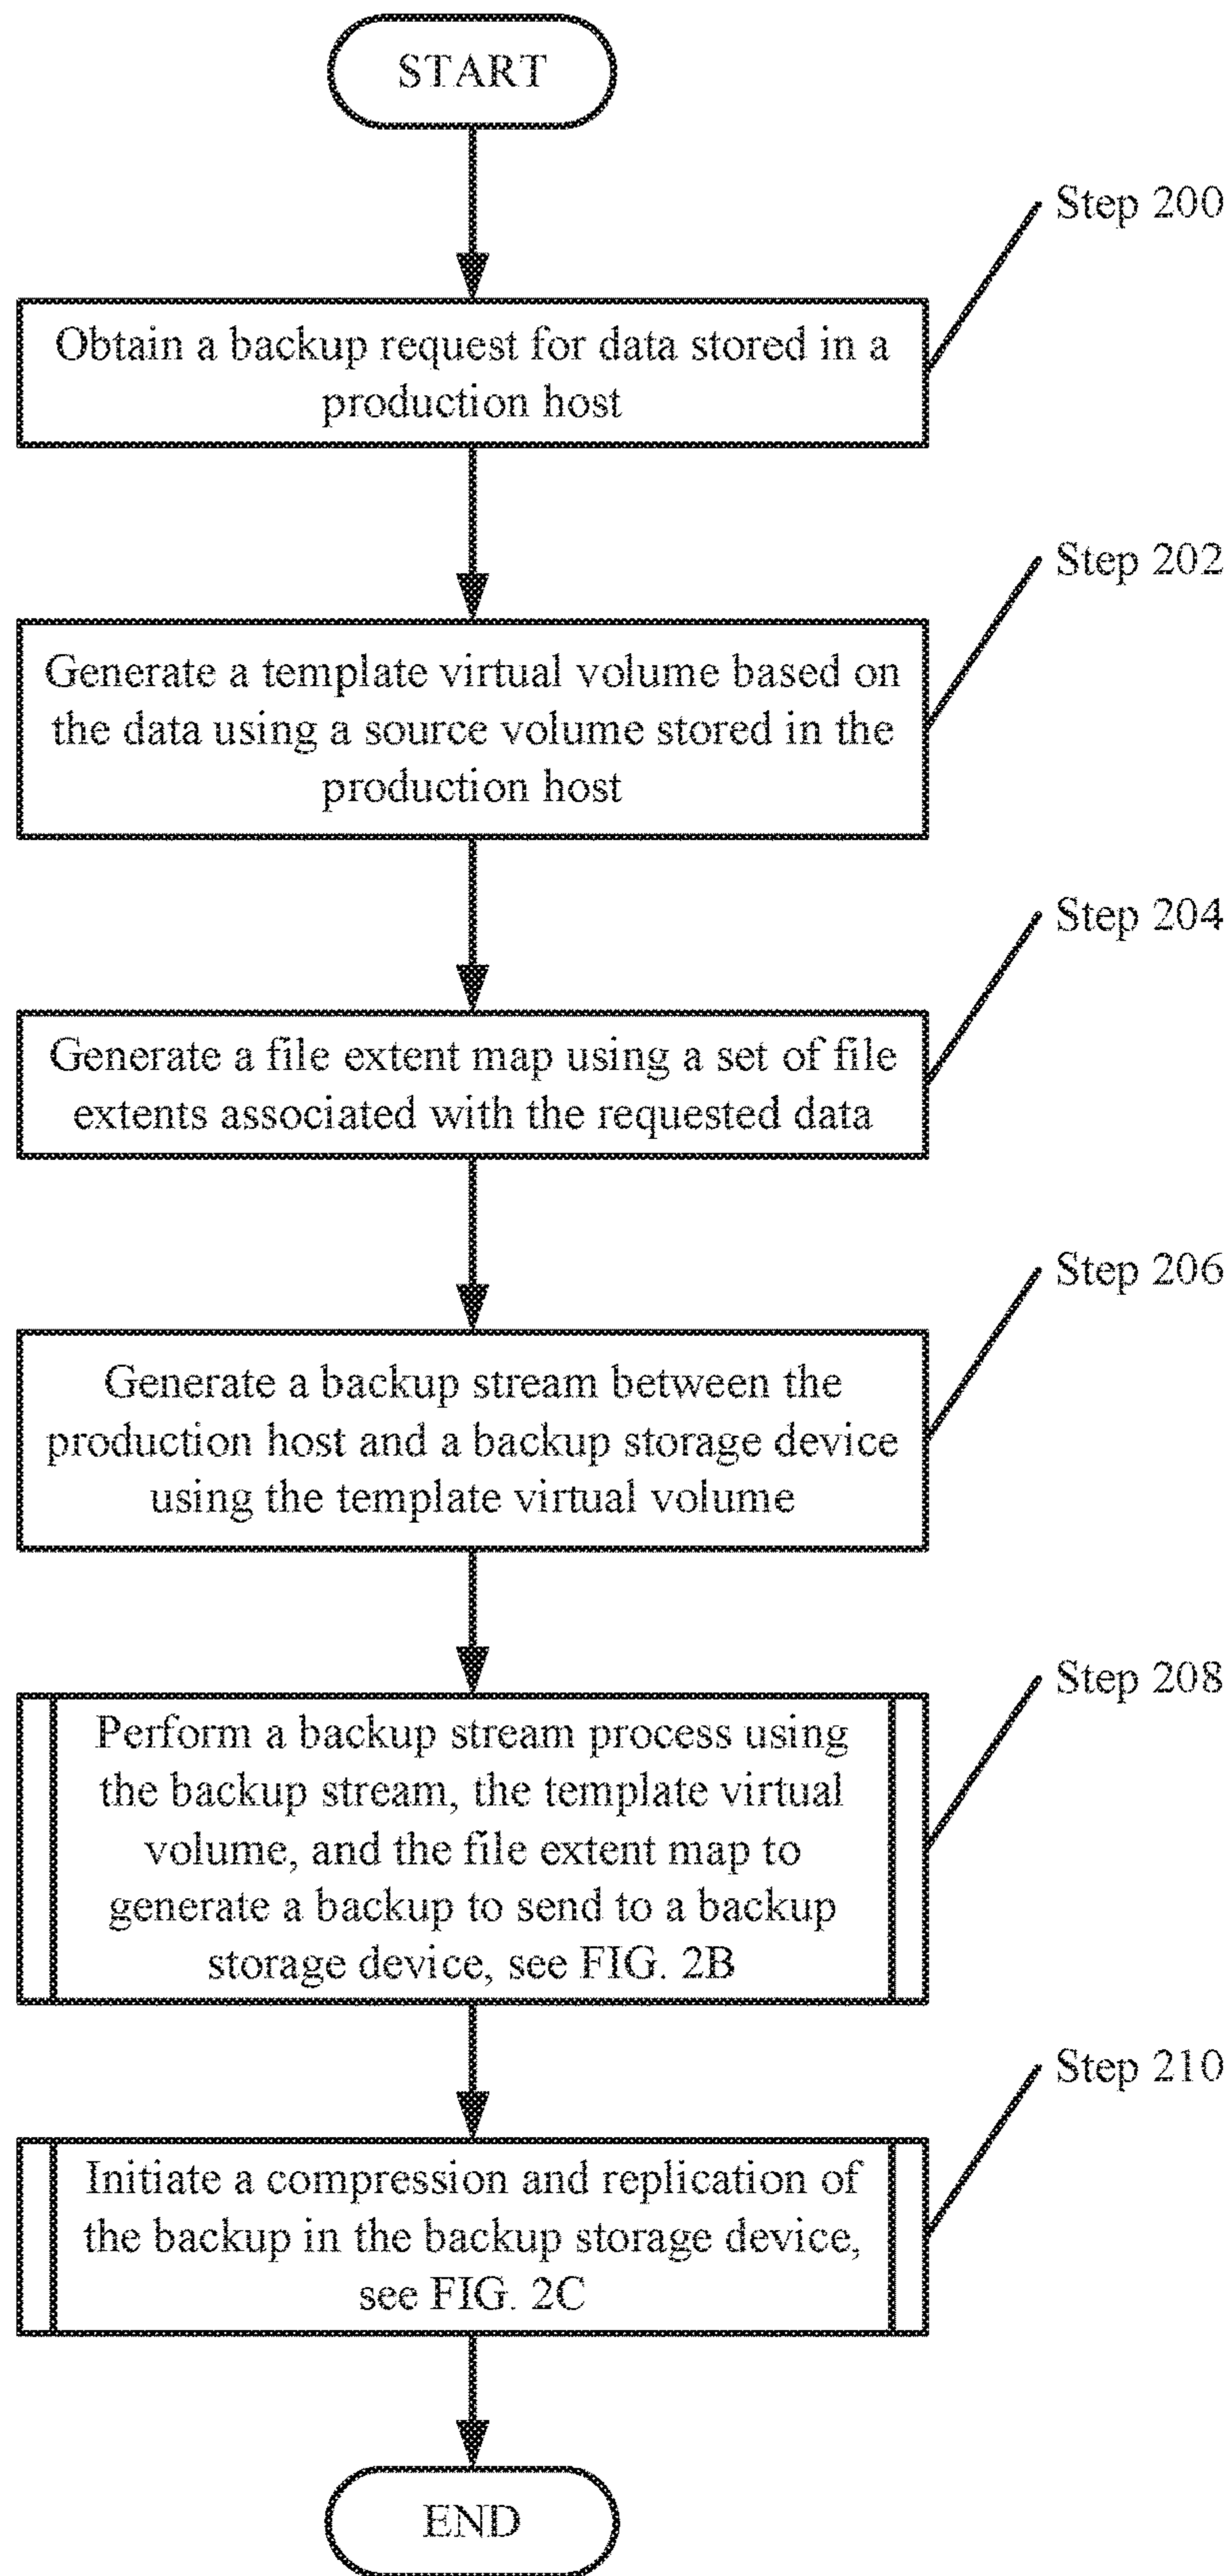 START
Step 200
Obtain a backup request for data stored in a
production host
Step 202
Generate a template virtual volume based on
the data using a source volume stored in the
production host
Step 204
Generate a file extent map using a set of file
extents associated with the requested data
Step 206
Generate a backup stream between the
production host and a backup storage device
using the template virtual volume
Step 208
Perform a backup stream process using
the backup stream, the template virtual
volume, and the file extent map to
generate a backup to send to a backup
storage device, see FIG. 2B
Step 210
Initiate a compression and replication of
the backup in the backup storage device,
see FIG. 2C
END